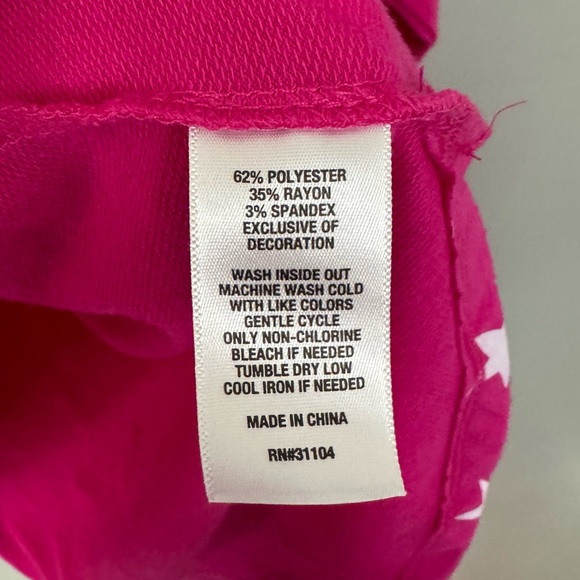 62% POLYESTER
35% RAYON
3% SPANDEX
EXCLUSIVE OF
DECORATION
WASH INSIDE OUT
MACHINE WASH COLD
WITH LIKE COLORS
GENTLE CYCLE
ONLY NON-CHLORINE
BLEACH IF NEEDED
TUMBLE DRY LOW
COOL IRON IF NEEDED
MADE IN CHINA
RN#31104